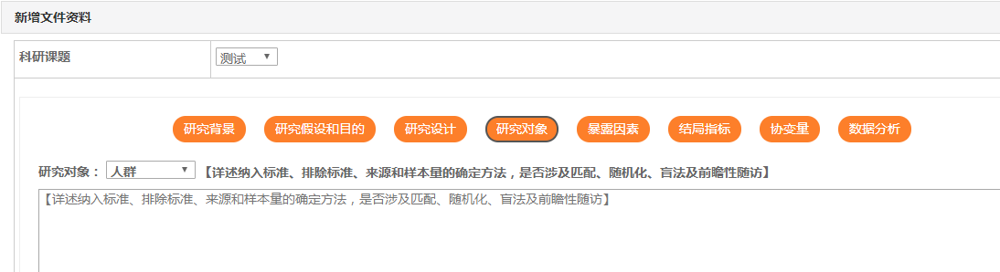 新增文件资料
科研课题 测试
研究背景 研究假设和目的 研究设计 研究对象 暴露因素 结局指标 协变量 数据分析
研究对象： 人群 【详述纳入标准、排除标准、来源和样本量的确定方法，是否涉及匹配、随机化、盲法及前瞻性随访】
【详述纳入标准、排除标准、来源和样本量的确定方法，是否涉及匹配、随机化、盲法及前瞻性随访】